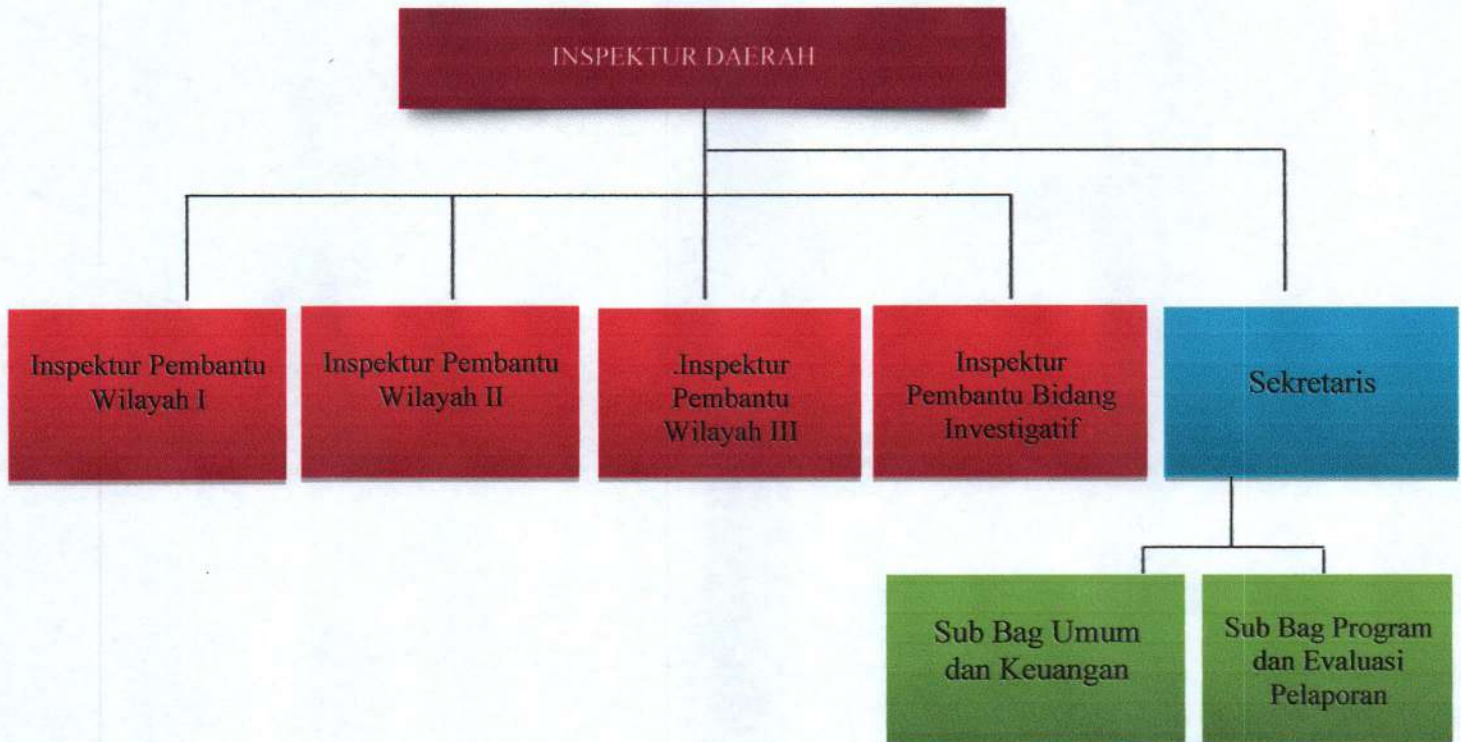 INSPEKTUR DAERAH
Inspektur Pembantu
Wilayah I
Inspektur Pembantu
Wilayah II
.Inspektur
Pembantu
Wilayah III
Inspektur
Pembantu Bidang
Investigatif
Sekretaris
Sub Bag Umum
dan Keuangan
Sub Bag Program
dan Evaluasi
Pelaporan